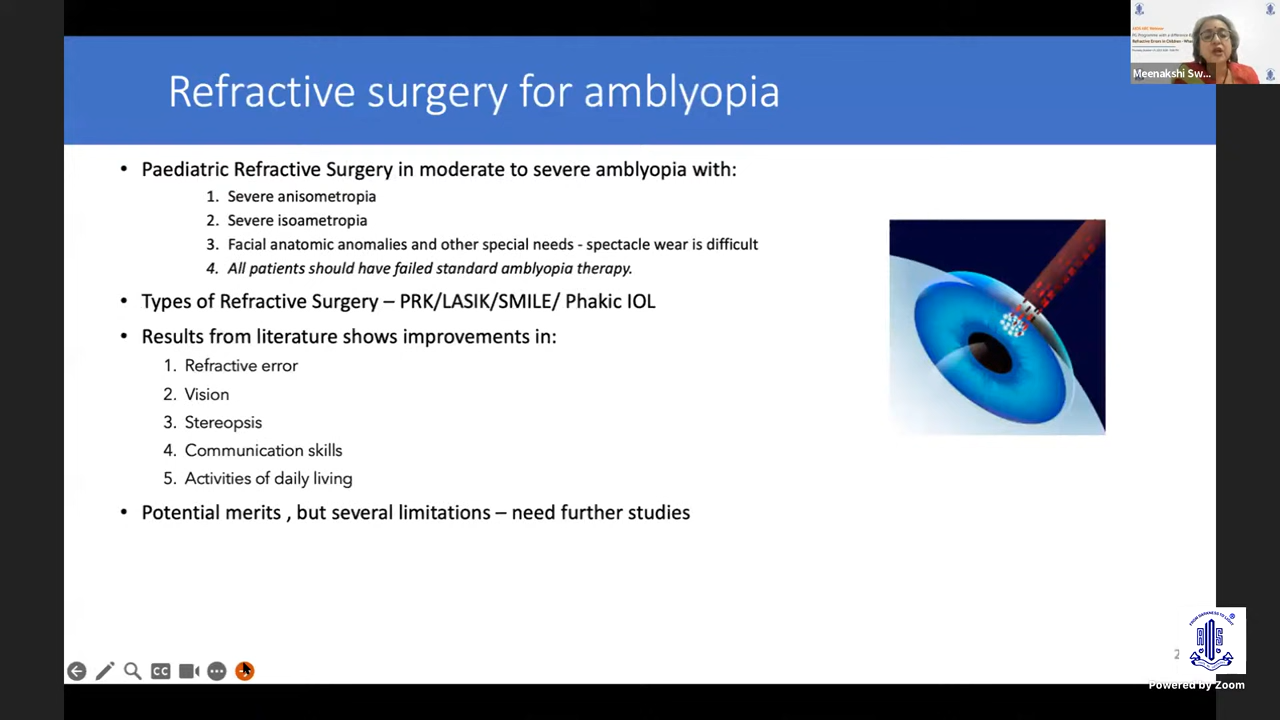 Refractive surgery for amblyopia
Meenakshi Sw...
• Paediatric Refractive Surgery in moderate to severe amblyopia with:
1. Severe anisometropia
2. Severe isoametropia
3. Facial anatomic anomalies and other special needs - spectacle wear is difficult
4. All patients should have failed standard amblyopia therapy.
• Types of Refractive Surgery – PRK/LASIK/SMILE/ Phakic IOL
• Results from literature shows improvements in:
1. Refractive error
2. Vision
3. Stereopsis
4. Communication skills
5. Activities of daily living
• Potential merits , but several limitations – need further studies
CC
2
Powered by Zoom